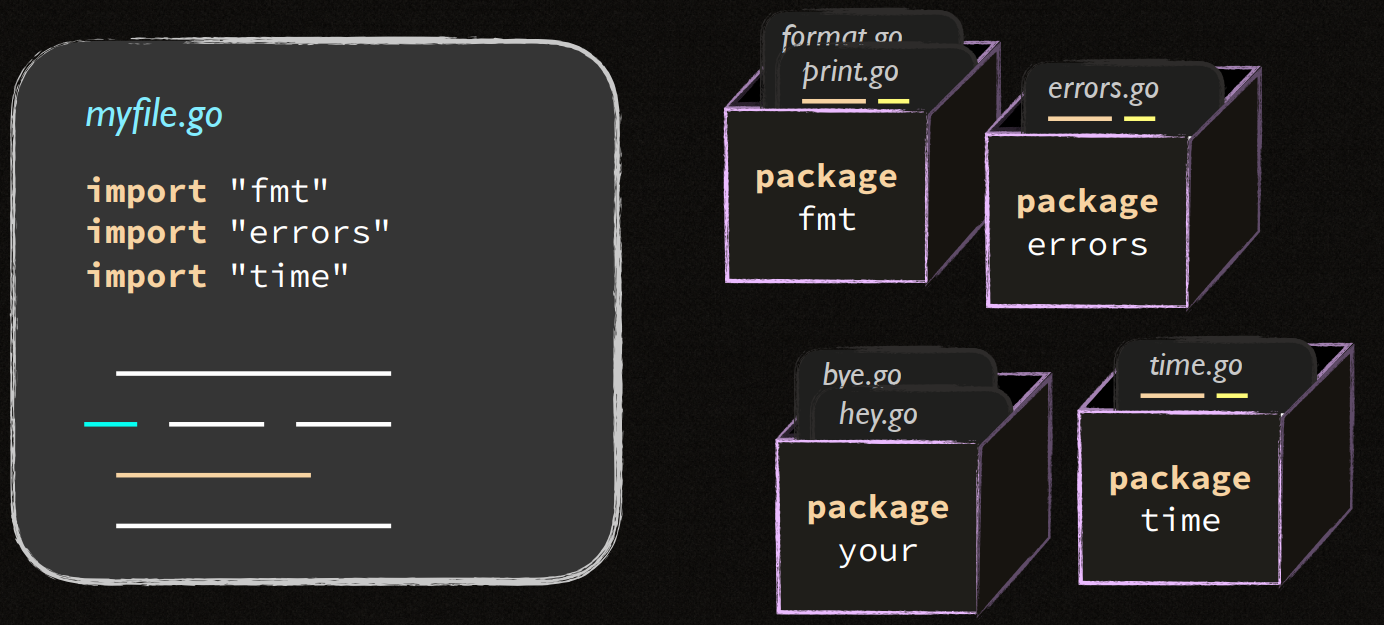 myfile.go
import "fmt"
import "errors"
import "time"
format.go
print.go
package
fmt
errors.go
package
errors
bye.go
hey.go
package
your
time.go
package
time